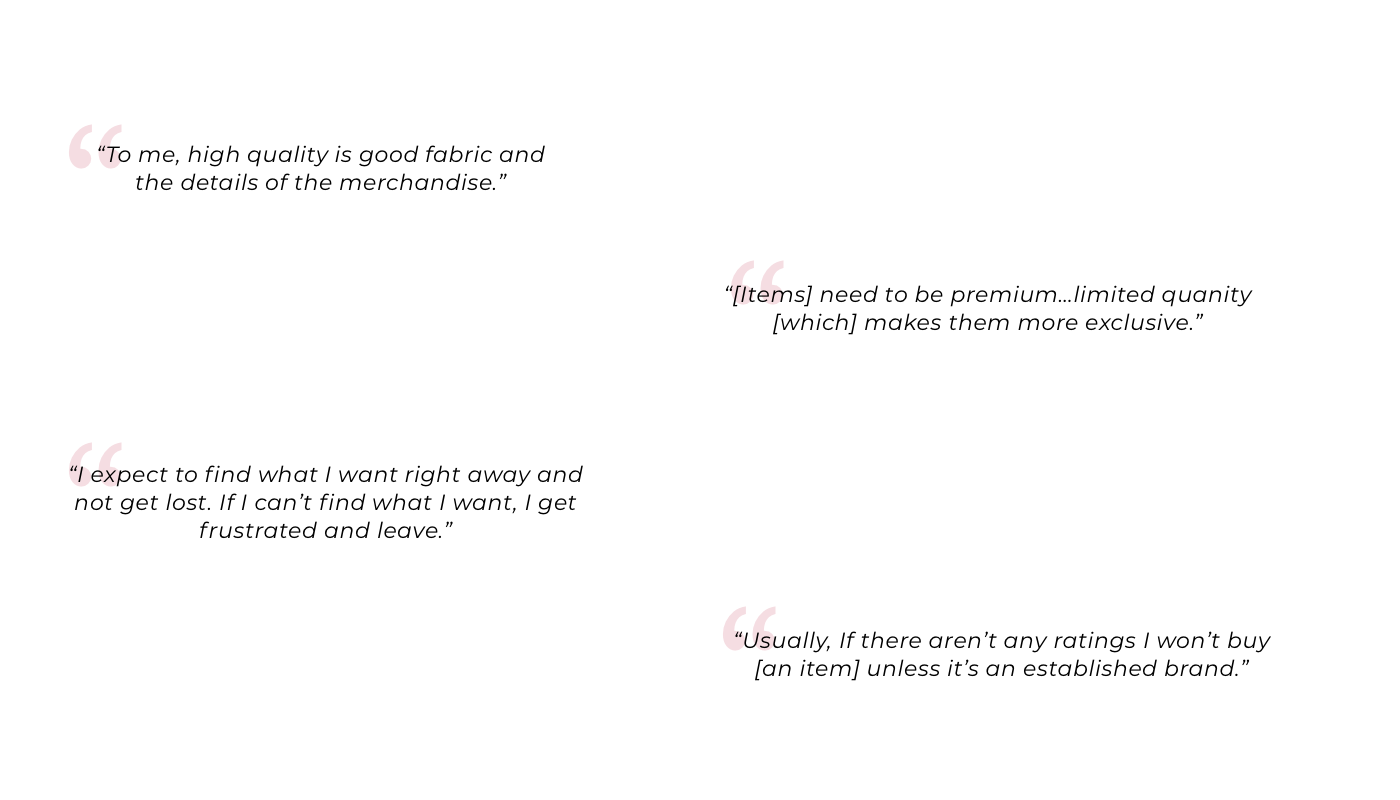 “To me, high quality is good fabric and
the details of the merchandise.”
“[Items] need to be premium...limited quanity
[which] makes them more exclusive.”
“I expect to find what I want right away and
not get lost. If I can’t find what I want, I get
frustrated and leave.”
“Usually, If there aren’t any ratings I won’t buy
[an item] unless it’s an established brand.”